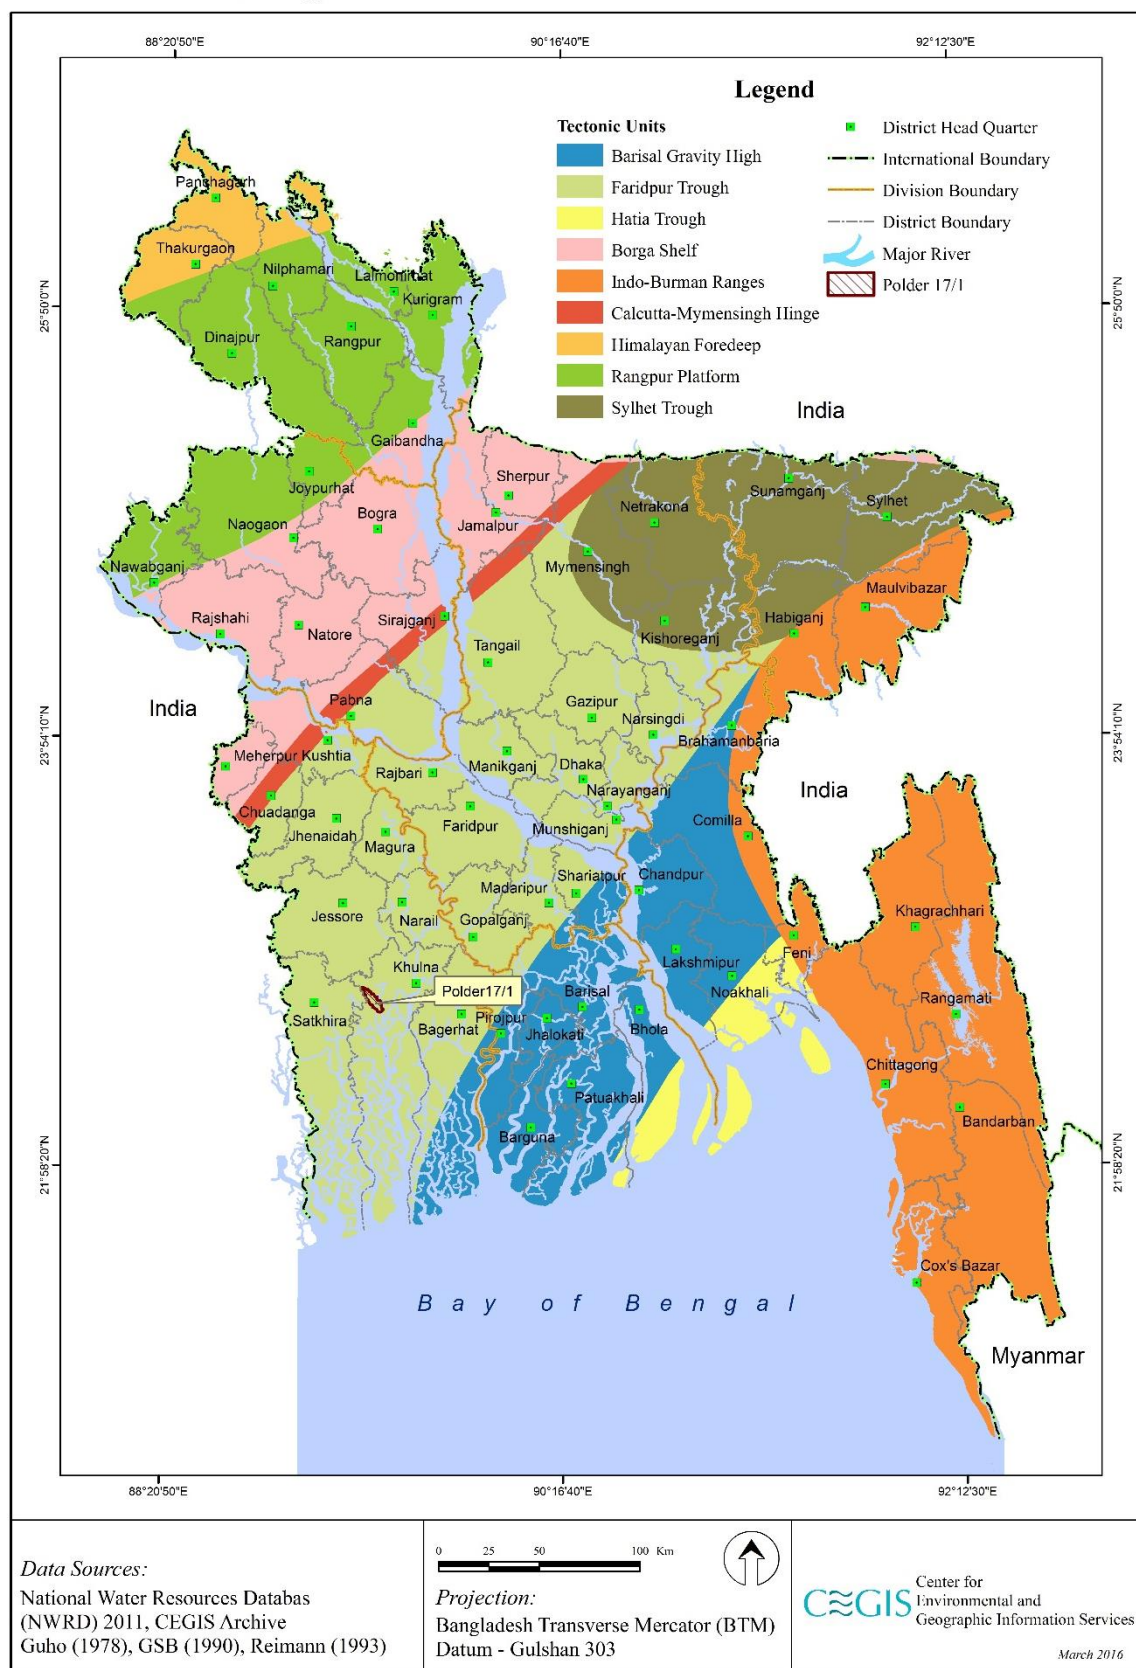 88°20'50"E
90°16'40"E
92°12'30"E
Legend
Tectonic Units
Barisal Gravity High
Faridpur Trough
Hatia Trough
Borga Shelf
Indo-Burman Ranges
Calcutta-Mymensingh Hinge
Himalayan Foredeep
Rangpur Platform
Sylhet Trough
District Head Quarter
International Boundary
Division Boundary
District Boundary
Major River
Polder 17/1
25°50'0"N
25°50'0"N
Panchagarh
Thakurgaon
Nilphamari
Lalmonirhat
Kurigram
Dinajpur
Rangpur
India
Gaibandha
Sherpur
Joypurhat
Sunamganj
Sylhet
Netrakona
Naogaon
Bogra
Jamalpur
Mymensingh
Nawabganj
Maulvibazar
Rajshahi
Natore
Sirajganj
Kishoreganj
Habiganj
Tangail
India
Pabna
Gazipur
Narsingdi
23°54'10"N
23°54'10"N
Brahamanbaria
Meherpur
Kushtia
Rajbari
Manikganj
Dhaka
India
Chuadanga
Narayanganj
Jhenaidah
Magura
Faridpur
Munshiganj
Comilla
Shariatpur
Chandpur
Madaripur
Jessore
Narail
Gopalganj
Khagrachhari
Feni
Lakshmipur
Khulna
Polder17/1
Noakhali
Satkhira
Bagerhat
Pirojpur
Barisal
Jhalokati
Bhola
Rangamati
Chittagong
Patuakhali
Bandarban
Barguna
21°58'20"N
21°58'20"N
Cox's Bazar
Bay of Bengal
Myanmar
88°20'50"E
90°16'40"E
92°12'30"E
Data Sources:
National Water Resources Databas
(NWRD) 2011, CEGIS Archive
Guho (1978), GSB (1990), Reimann (1993)
0 25 50 100 Km
Projection:
Bangladesh Transverse Mercator (BTM)
Datum - Gulshan 303
CEGIS
Center for
Environmental and
Geographic Information Services
March 2016